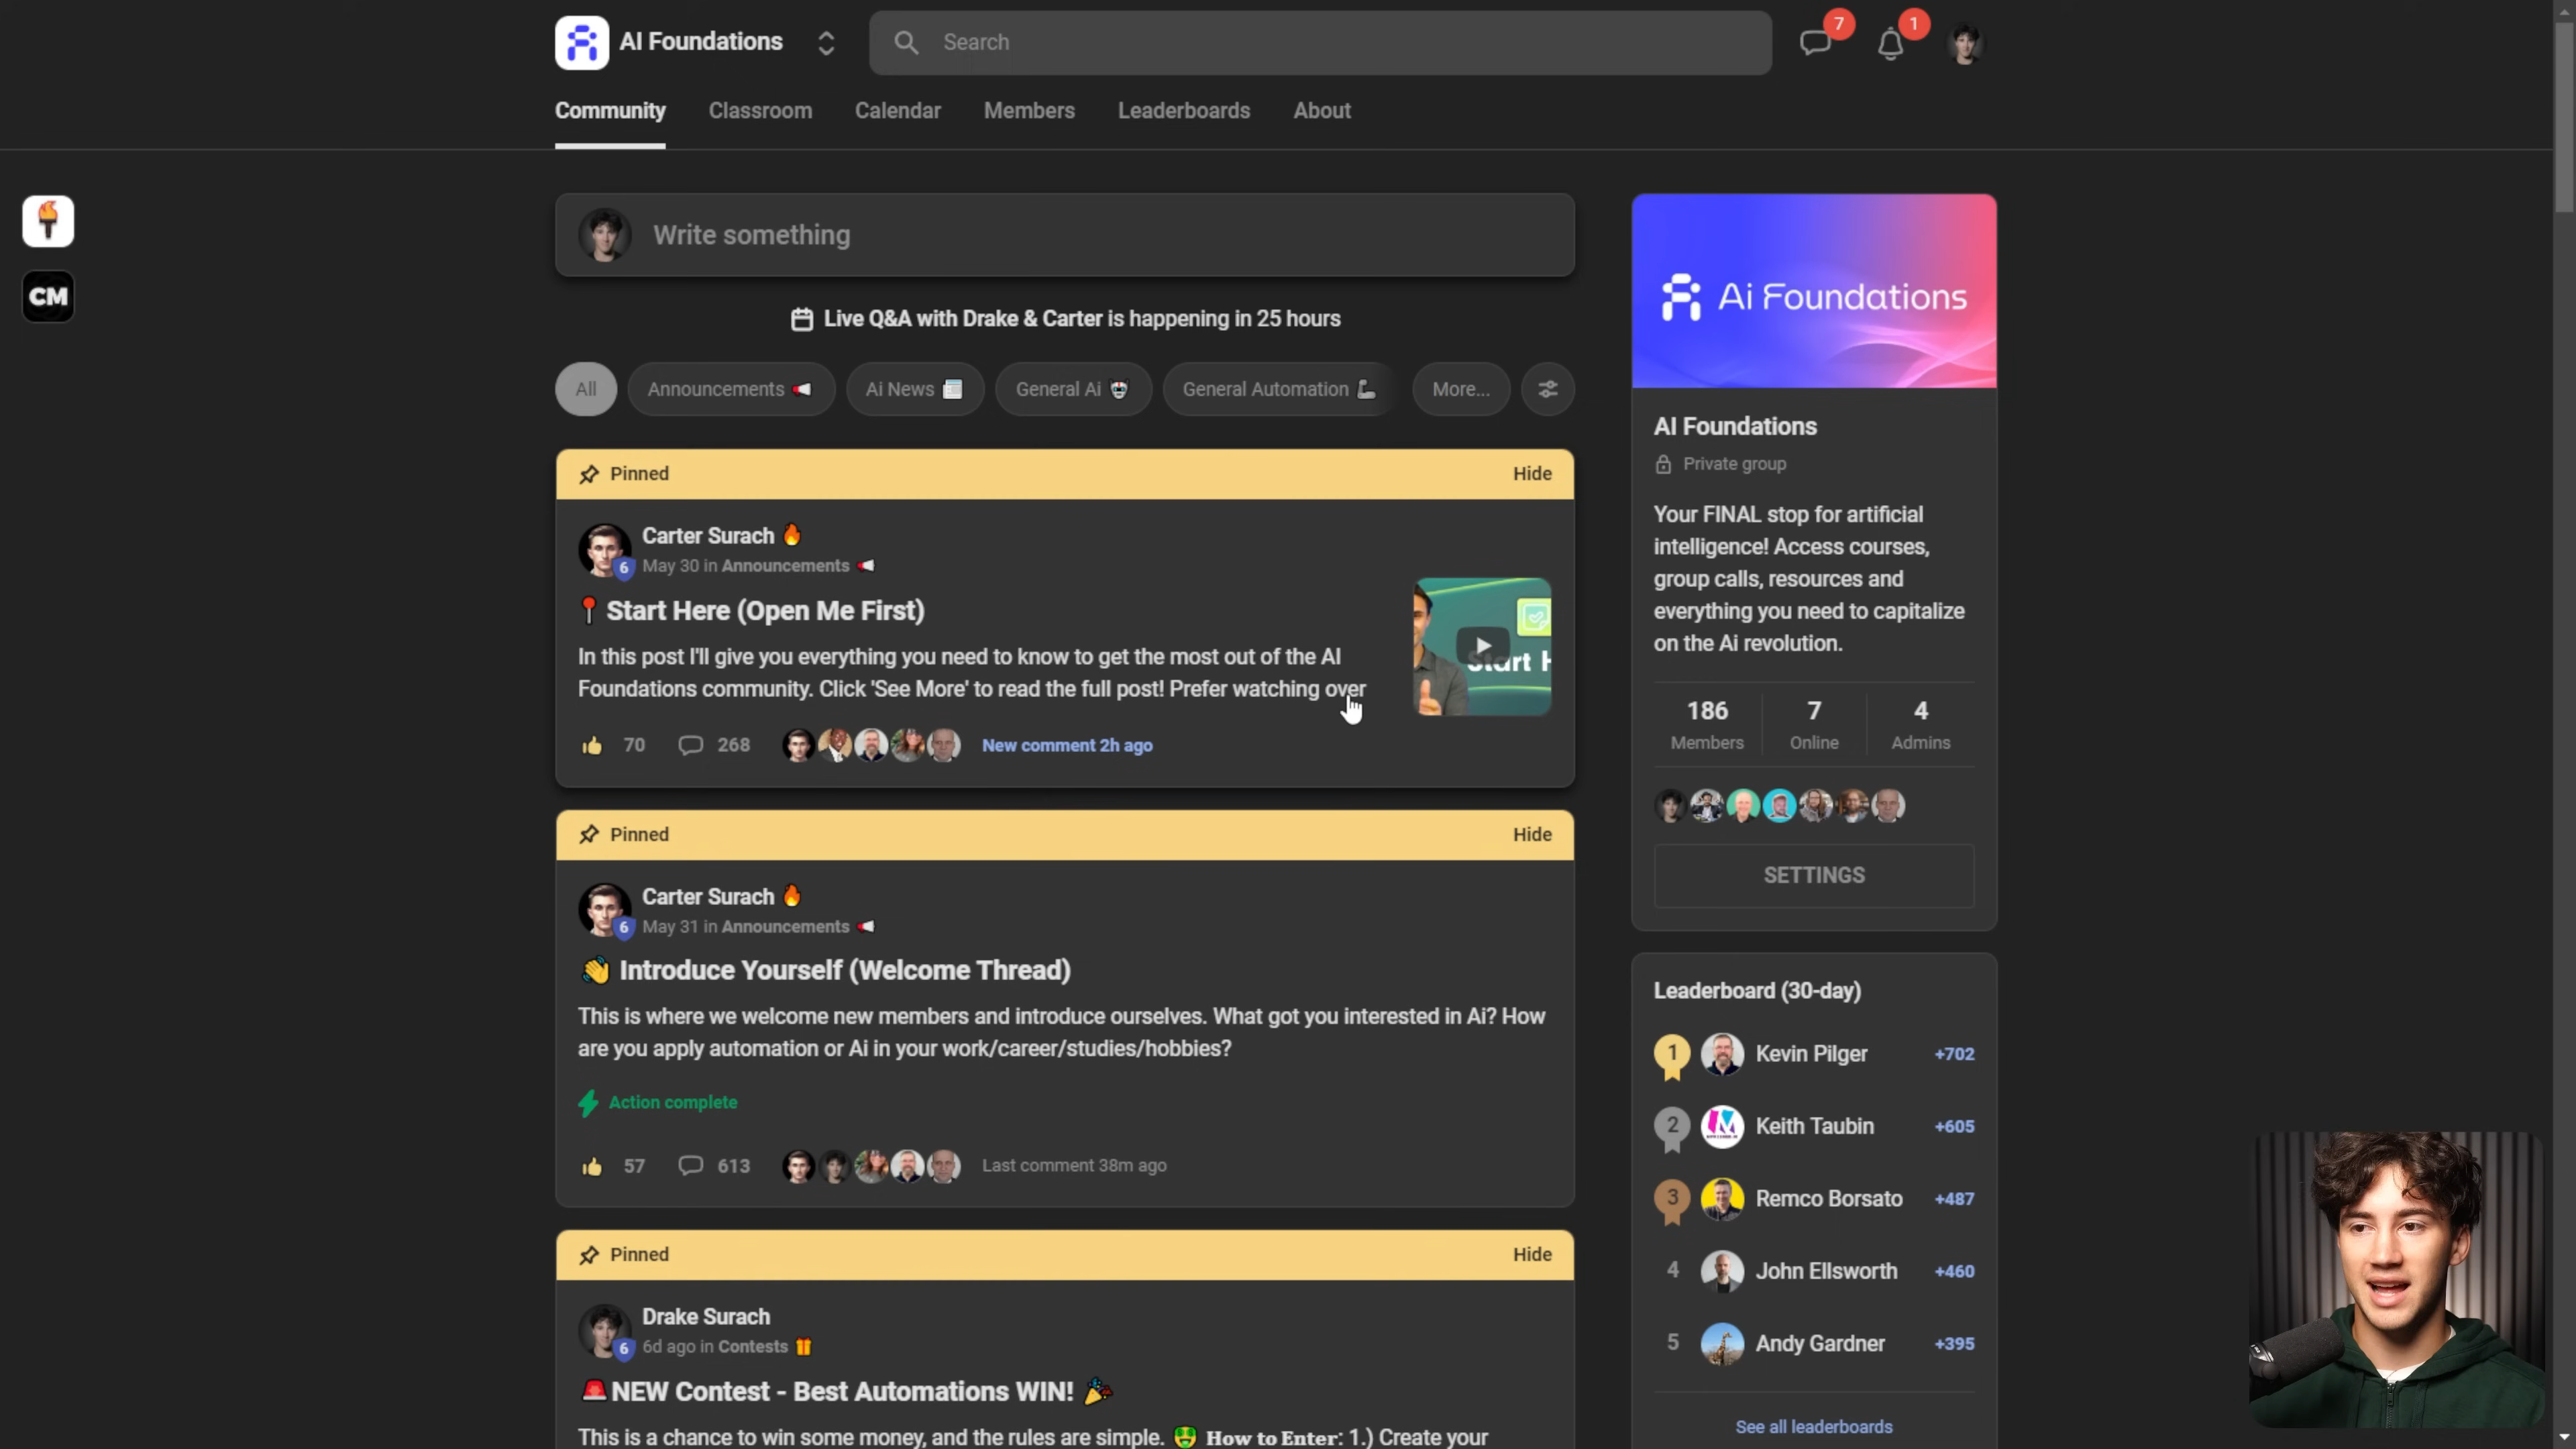 AI Foundations
Search
7
1
Community
Classroom
Calendar
Members
Leaderboards
About
CM
Write something
Live Q&A with Drake & Carter is happening in 25 hours
All
Announcements 📢
Ai News 📰
General Ai
General Automation 🦾
More...
Pinned
Hide
Carter Surach 🔥
6
May 30 in Announcements 📢
📍 Start Here (Open Me First)
In this post I'll give you everything you need to know to get the most out of the AI
Foundations community. Click 'See More' to read the full post! Prefer watching over
Start H
70
268
New comment 2h ago
Pinned
Hide
Carter Surach 🔥
6
May 31 in Announcements 📢
👋 Introduce Yourself (Welcome Thread)
This is where we welcome new members and introduce ourselves. What got you interested in Ai? How
are you apply automation or Ai in your work/career/studies/hobbies?
Action complete
57
613
Last comment 38m ago
Pinned
Hide
Drake Surach
6
6d ago in Contests 🎁
🚨NEW Contest - Best Automations WIN! 🎉
This is a chance to win some money, and the rules are simple. 🤑 How to Enter: 1.) Create your
Ai Foundations
AI Foundations
Private group
Your FINAL stop for artificial
intelligence! Access courses,
group calls, resources and
everything you need to capitalize
on the Ai revolution.
186
Members
7
Online
4
Admins
SETTINGS
Leaderboard (30-day)
1 Kevin Pilger +702
2 Keith Taubin +605
3 Remco Borsato +487
4 John Ellsworth +460
5 Andy Gardner +395
See all leaderboards